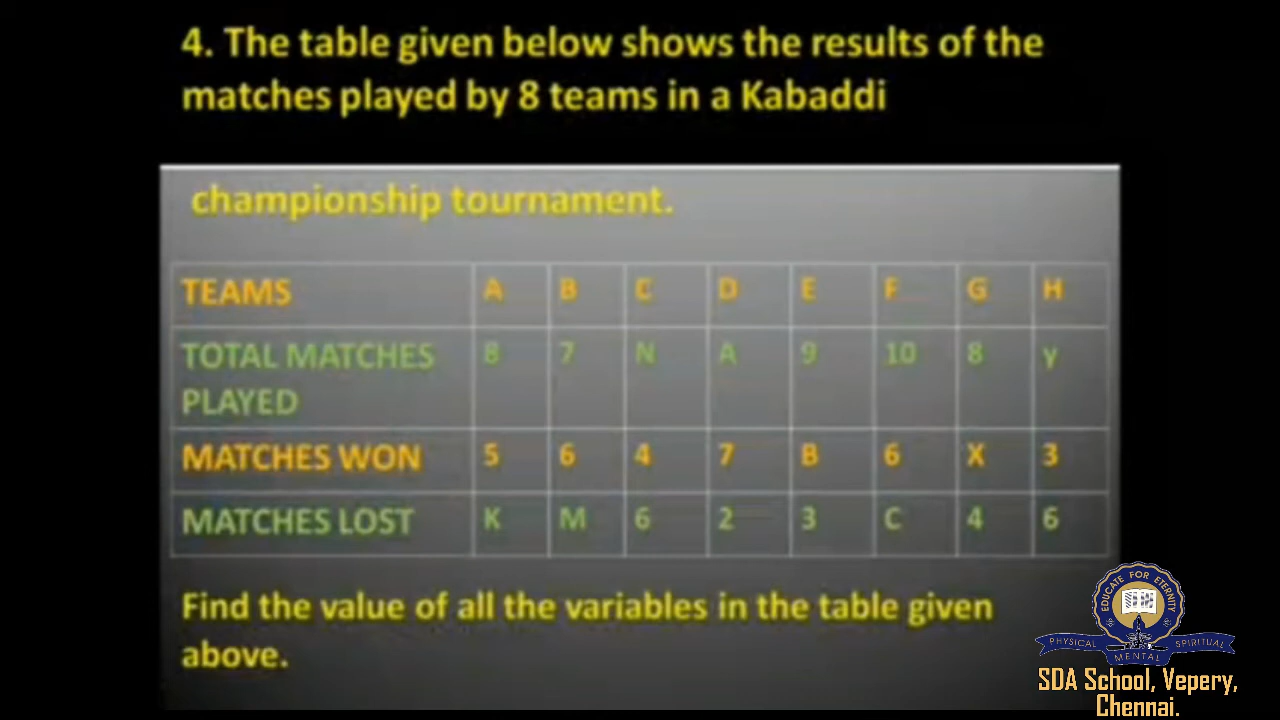 4. The table given below shows the results of the
matches played by 8 teams in a Kabaddi
championship tournament.
TEAMS A B C D E F G H
TOTAL MATCHES PLAYED 8 7 N A 9 10 8 y
MATCHES WON 5 6 4 7 B 6 X 3
MATCHES LOST K M 6 2 3 C 4 6
Find the value of all the variables in the table given
above.
EDUCATE FOR ETERNITY
PHYSICAL MENTAL SPIRITUAL
SDA School, Vepery,
Chennai.